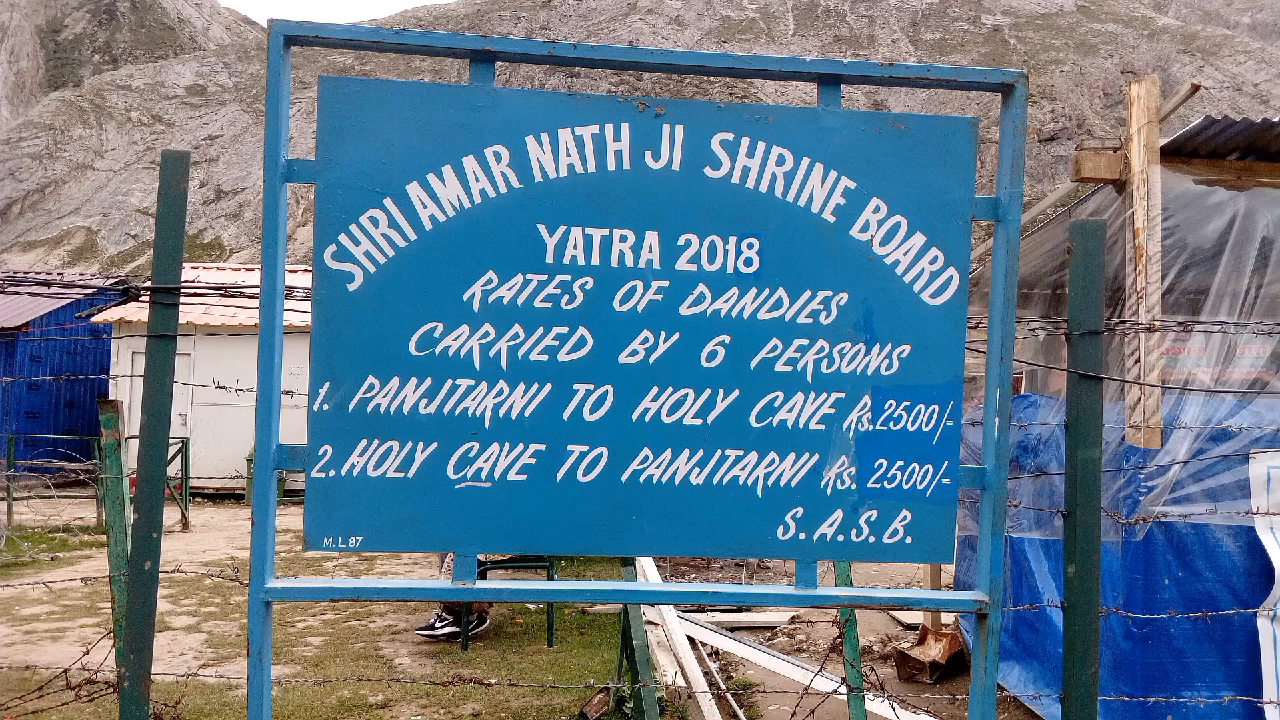 SHRI AMAR NATH JI SHRINE BOARD
YATRA 2018
RATES OF DANDIES
CARRIED BY 6 PERSONS
1. PANJTARNI TO HOLY CAVE Rs.2500/-
2. HOLY CAVE TO PANJTARNI Rs. 2500/-
S.A.S.B.
M.L 87